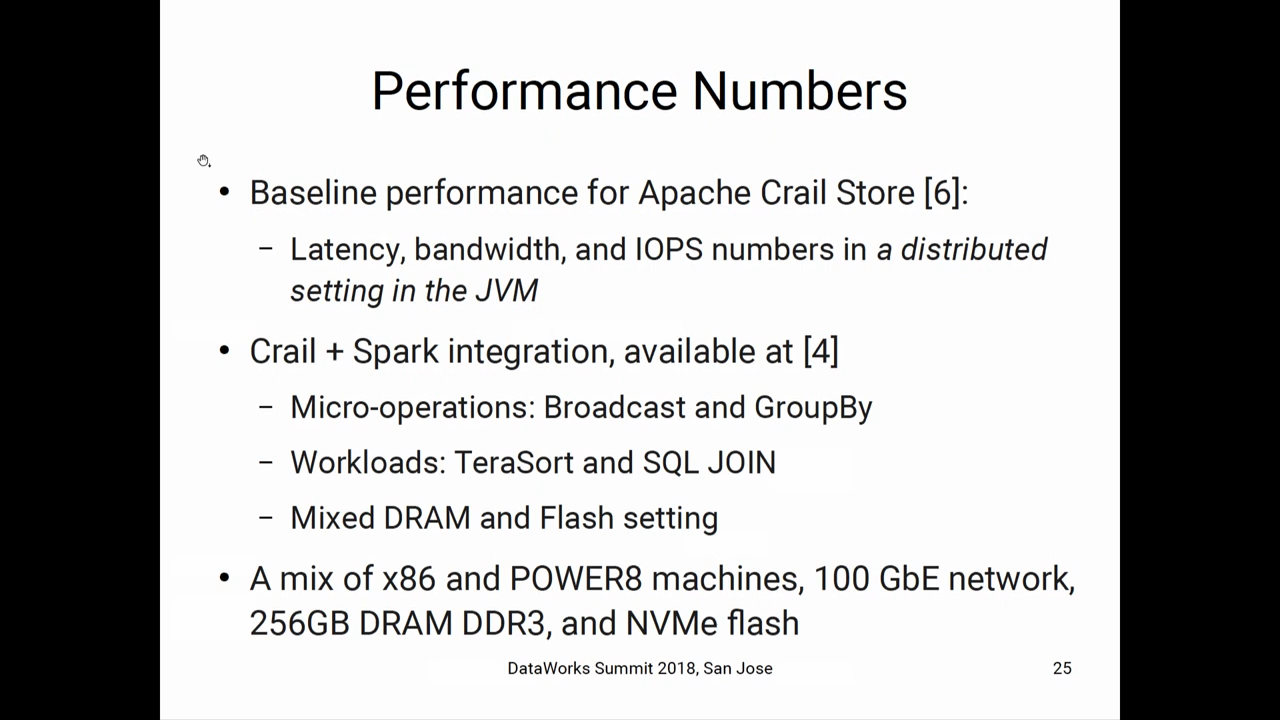 Performance Numbers
• Baseline performance for Apache Crail Store [6]:
– Latency, bandwidth, and IOPS numbers in a distributed
setting in the JVM
• Crail + Spark integration, available at [4]
– Micro-operations: Broadcast and GroupBy
– Workloads: TeraSort and SQL JOIN
– Mixed DRAM and Flash setting
• A mix of x86 and POWER8 machines, 100 GbE network,
256GB DRAM DDR3, and NVMe flash
DataWorks Summit 2018, San Jose
25